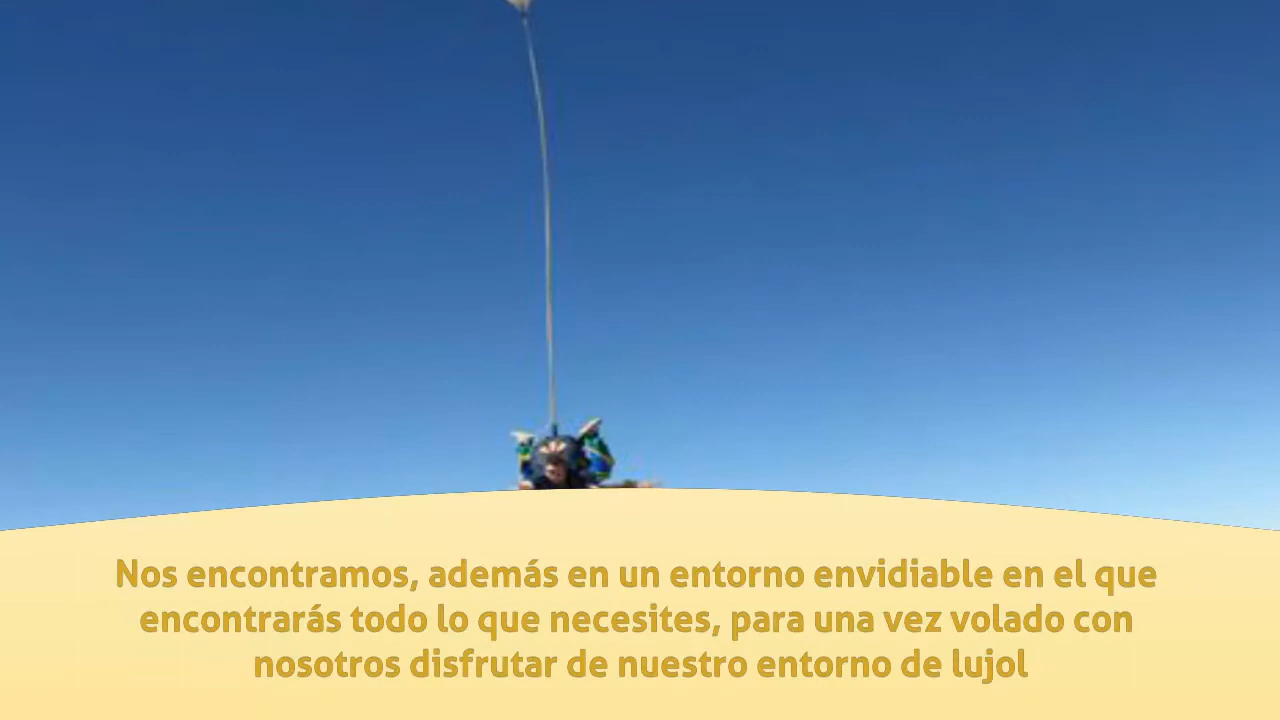 Nos encontramos, además en un entorno envidiable en el que
encontrarás todo lo que necesites, para una vez volado con
nosotros disfrutar de nuestro entorno de lujol